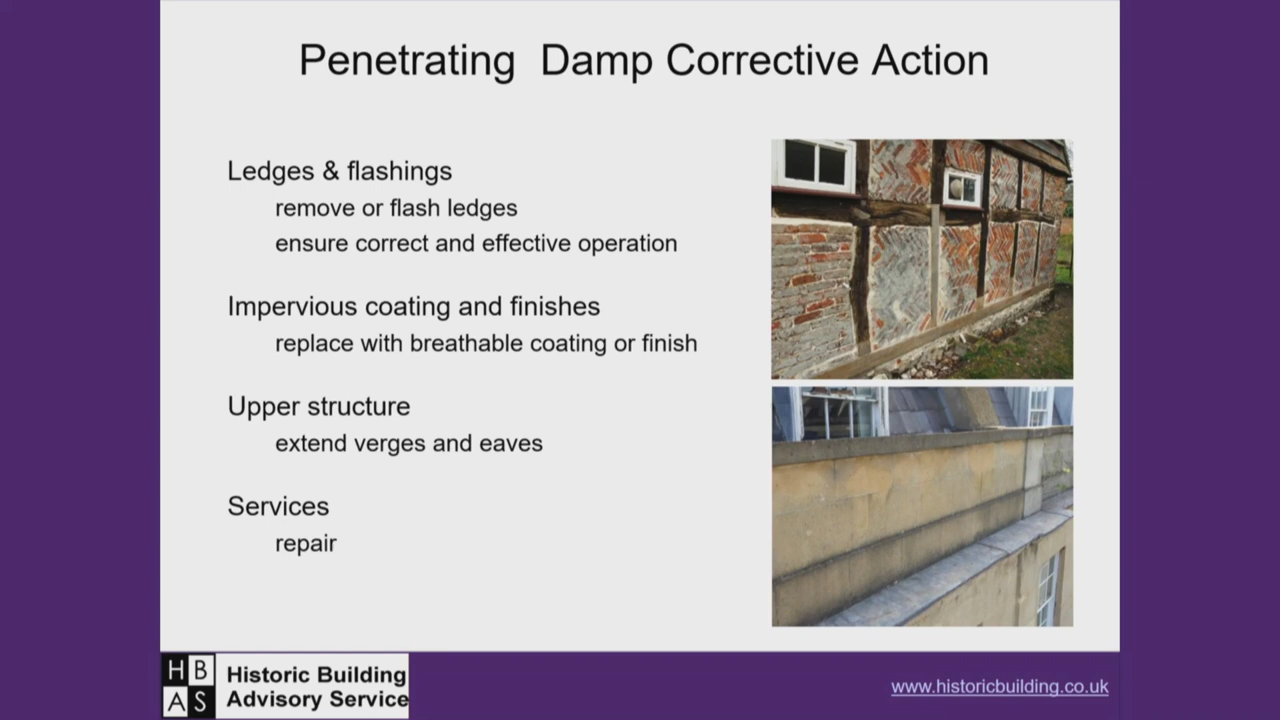 Penetrating Damp Corrective Action
Ledges & flashings
remove or flash ledges
ensure correct and effective operation
Impervious coating and finishes
replace with breathable coating or finish
Upper structure
extend verges and eaves
Services
repair
H B
A S
Historic Building
Advisory Service
www.historicbuilding.co.uk